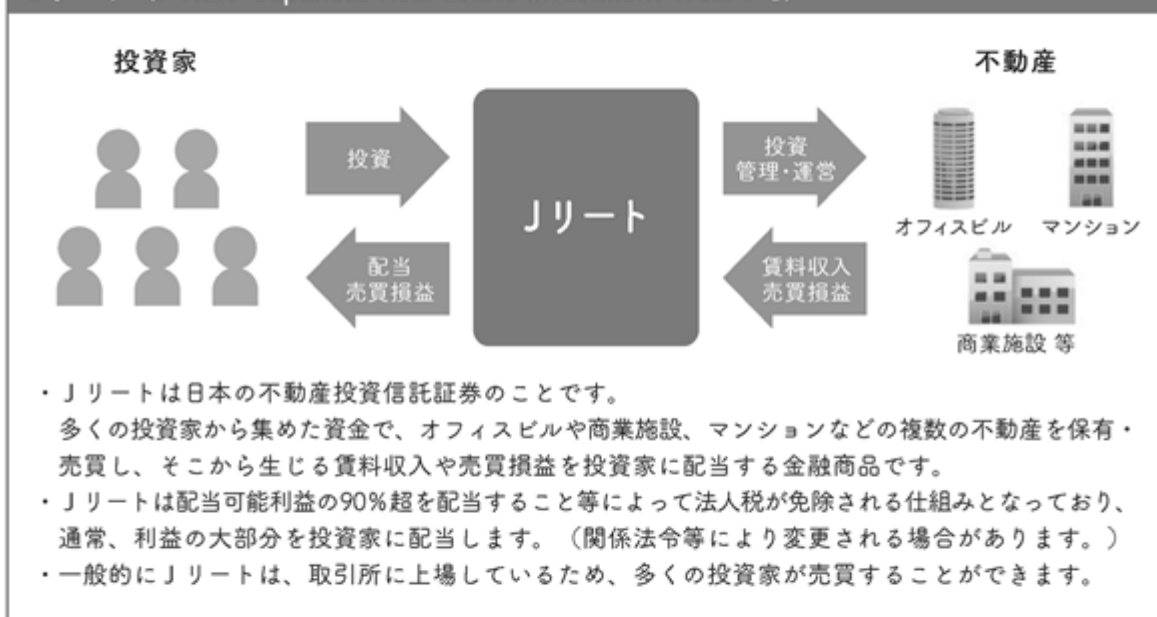 投資家
不動産
投資
投資
管理・運営
Jリート
オフィスビル
マンション
配当
売買損益
賃料収入
売買損益
商業施設 等
・Jリートは日本の不動産投資信託証券のことです。
多くの投資家から集めた資金で、オフィスビルや商業施設、マンションなどの複数の不動産を保有・
売買し、そこから生じる賃料収入や売買損益を投資家に配当する金融商品です。
・Jリートは配当可能利益の90%超を配当すること等によって法人税が免除される仕組みとなっており、
通常、利益の大部分を投資家に配当します。（関係法令等により変更される場合があります。）
・一般的にJリートは、取引所に上場しているため、多くの投資家が売買することができます。